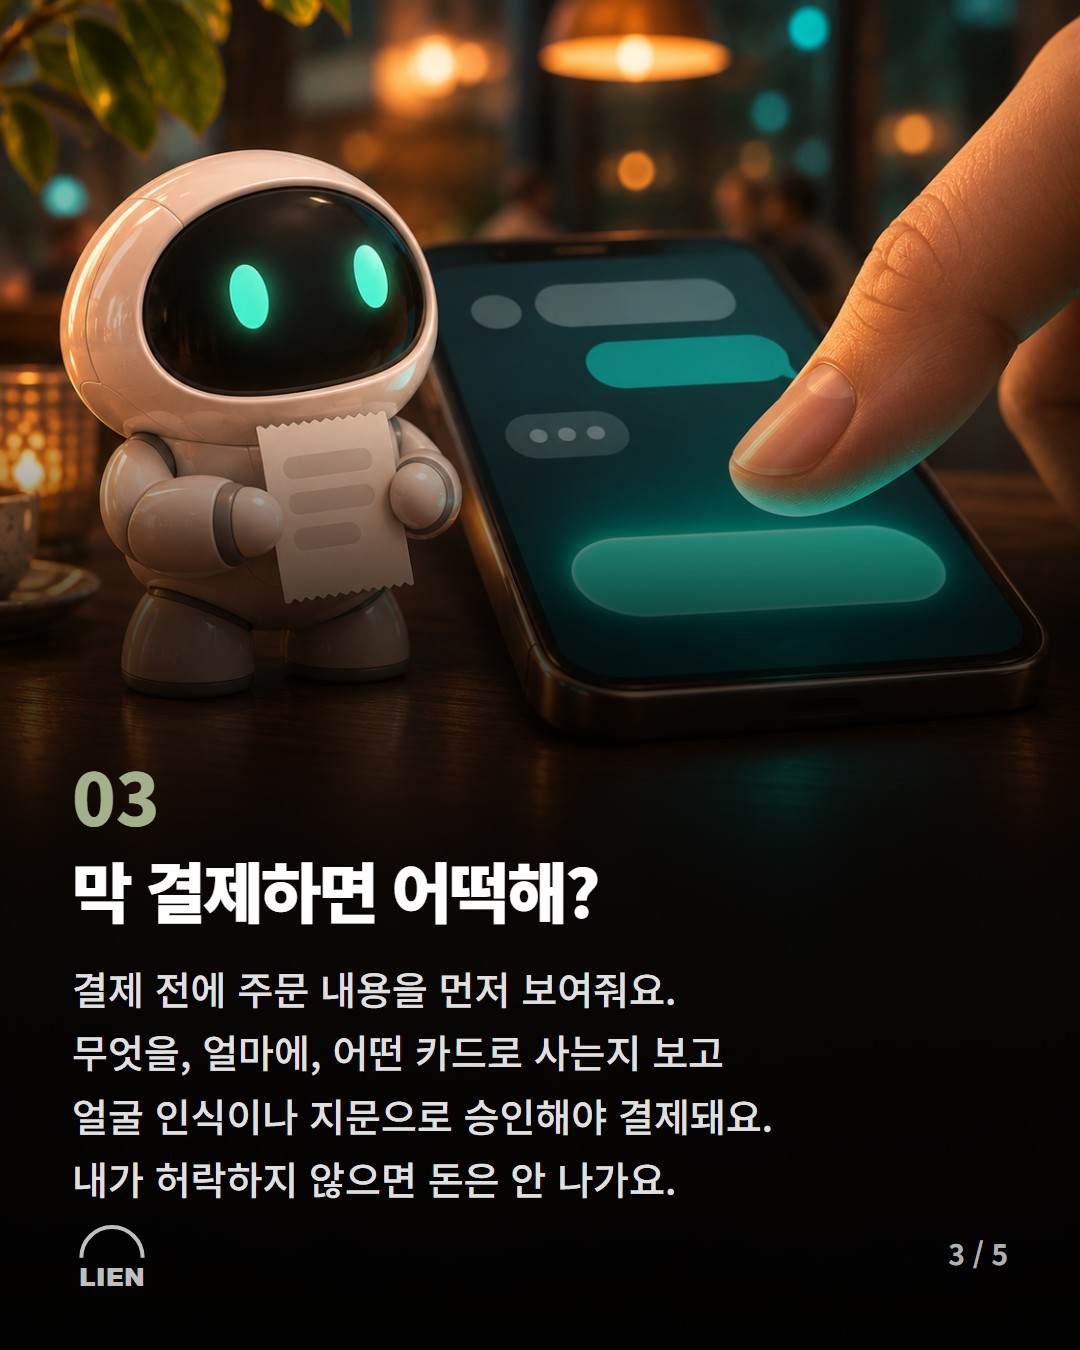 03
막 결제하면 어떡해?
결제 전에 주문 내용을 먼저 보여줘요.
무엇을, 얼마에, 어떤 카드로 사는지 보고
얼굴 인식이나 지문으로 승인해야 결제돼요.
내가 허락하지 않으면 돈은 안 나가요.
LIEN
3 / 5